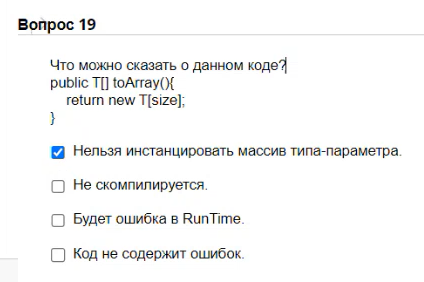 Вопрос 19
Что можно сказать о данном коде?
public T[] toArray(){
return new T[size];
}
Нельзя инстанцировать массив типа-параметра.
Не скомпилируется.
Будет ошибка в RunTime.
Код не содержит ошибок.